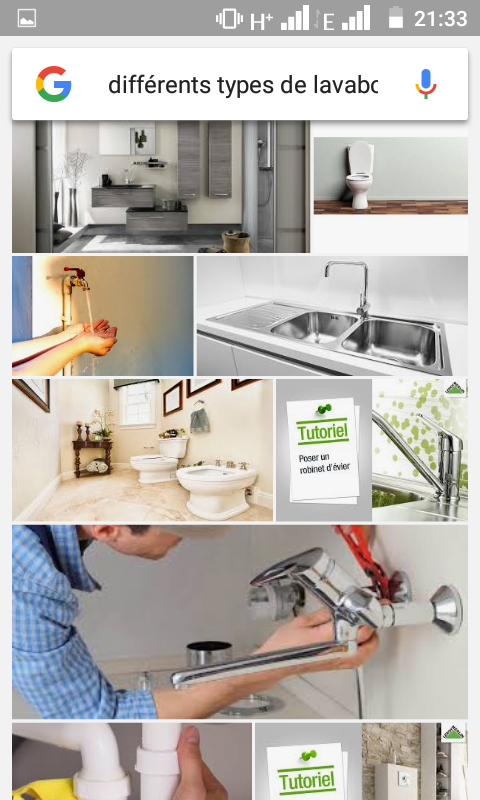 H+ E 21:33
différents types de lavabo
Tutoriel
Poser un
robinet d'évier
Tutoriel